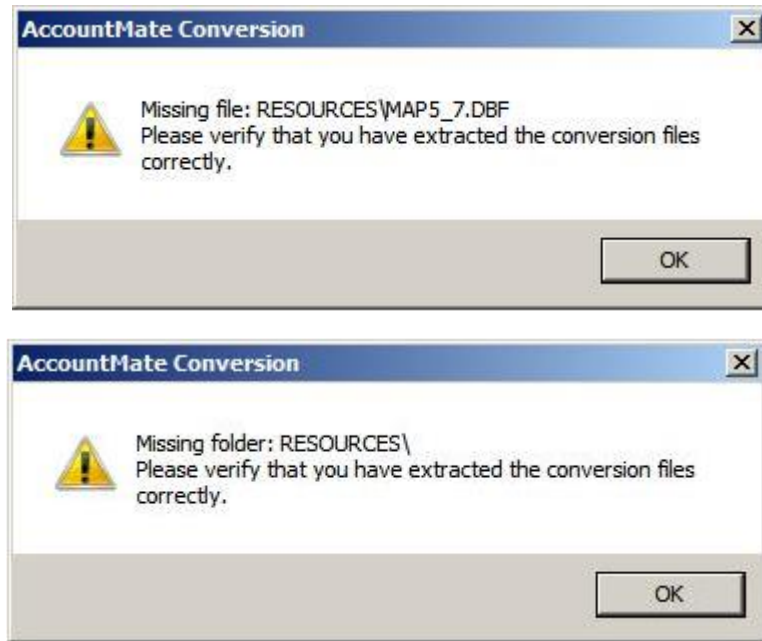 AccountMate Conversion
Missing file: RESOURCES\MAP5_7.DBF
Please verify that you have extracted the conversion files
correctly.
OK
AccountMate Conversion
Missing folder: RESOURCES\
Please verify that you have extracted the conversion files
correctly.
OK